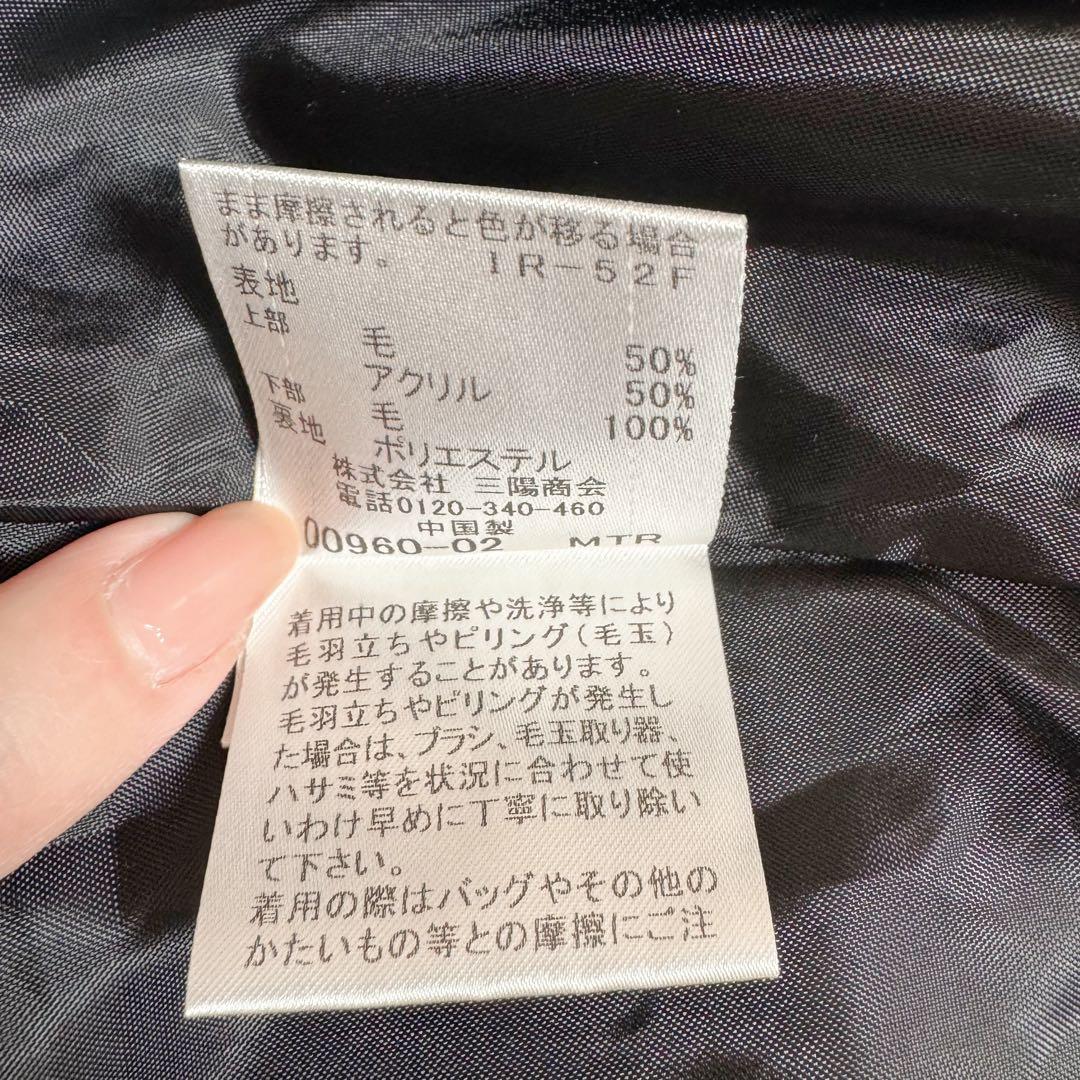 まま摩擦されると色が移る場合
があります。 IR-52F
表地
上部 毛 50%
アクリル 50%
下部 毛 100%
裏地 ポリエステル
株式会社 三陽商会
電話0120-340-460
中国製
00960-02 MTR
着用中の摩擦や洗浄等により
毛羽立ちやピリング(毛玉)
が発生することがあります。
毛羽立ちやピリングが発生し
た場合は、ブラシ、毛玉取り器、
ハサミ等を状況に合わせて使
いわけ早めに丁寧に取り除い
て下さい。
着用の際はバッグやその他の
かたいもの等との摩擦にご注